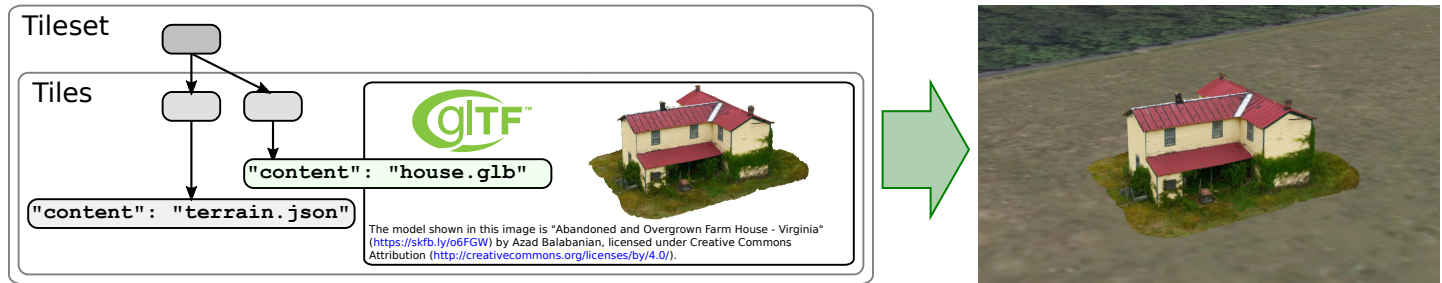 Tileset
Tiles
glTF™
"content": "house.glb"
"content": "terrain.json"
The model shown in this image is "Abandoned and Overgrown Farm House - Virginia"
(https://skfb.ly/o6FGW) by Azad Balabanian, licensed under Creative Commons
Attribution (http://creativecommons.org/licenses/by/4.0/).